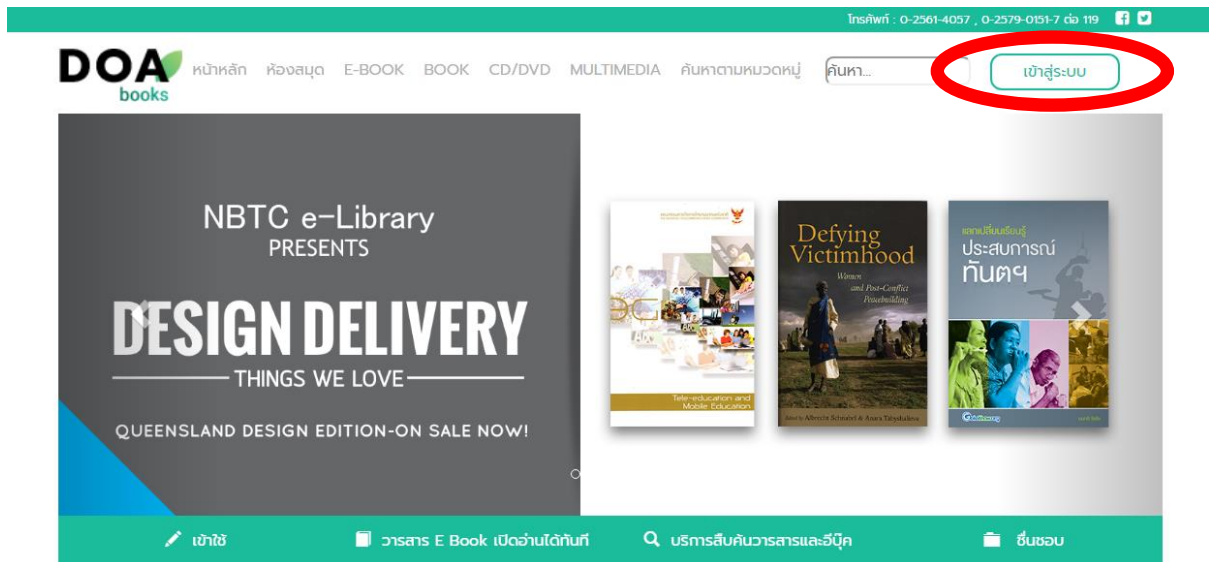 โทรศัพท์ : 0-2561-4057 , 0-2579-0151-7 ต่อ 119
DOA
books
หน้าหลัก ห้องสมุด E-BOOK BOOK CD/DVD MULTIMEDIA ค้นหาตามหมวดหมู่ ค้นหา... เข้าสู่ระบบ
NBTC e-Library
PRESENTS
DESIGN DELIVERY
THINGS WE LOVE
QUEENSLAND DESIGN EDITION-ON SALE NOW!
Tele-education and
Mobile Education
Defying
Victimhood
Women
and Post-Conflict
Peacebuilding
Edited by Albrecht Schnabel & Anara Tabyshalieva
แลกเปลี่ยนเรียนรู้
ประสบการณ์
ทันตฯ
เข้าใช้ วารสาร E Book เปิดอ่านได้ทันที บริการสืบค้นวารสารและอีบุ๊ค ชื่นชอบ